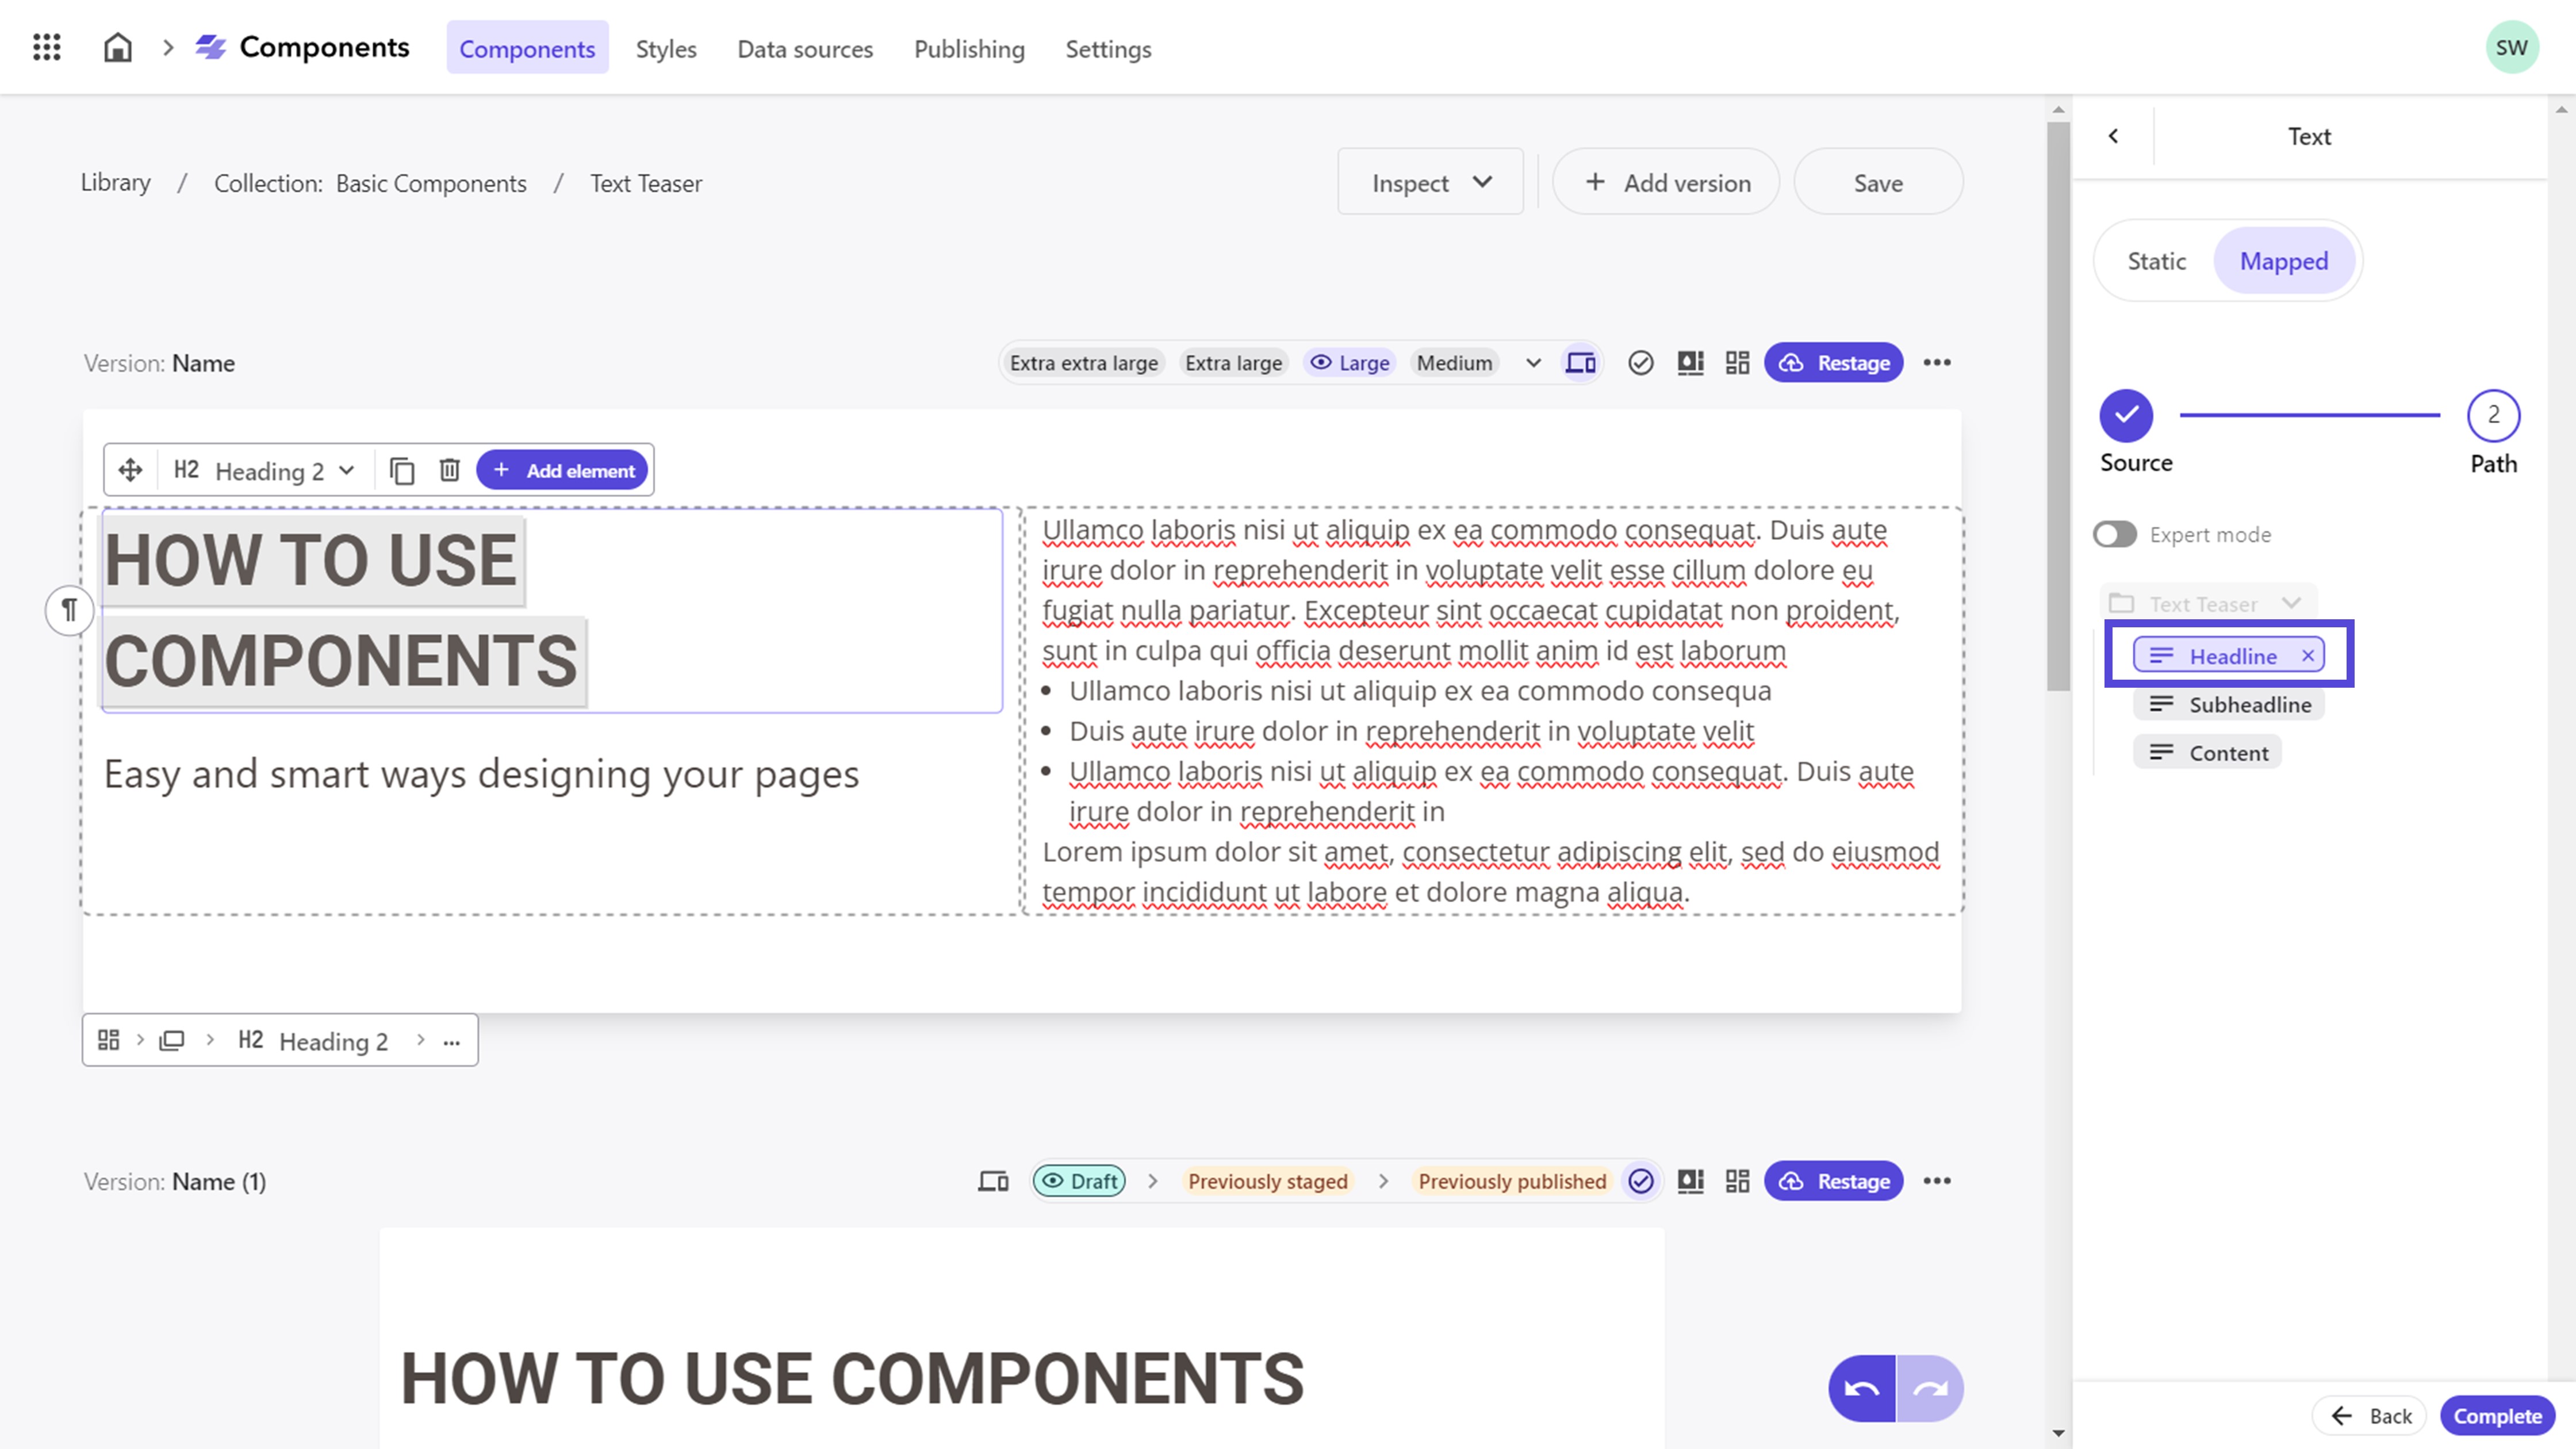 Components
Components Styles Data sources Publishing Settings
SW
Library / Collection: Basic Components / Text Teaser
Inspect
+ Add version
Save
Version: Name
Extra extra large Extra large Large Medium
Restage
H2 Heading 2
+ Add element
HOW TO USE
COMPONENTS
Easy and smart ways designing your pages
Ullamco laboris nisi ut aliquip ex ea commodo consequat. Duis aute
irure dolor in reprehenderit in voluptate velit esse cillum dolore eu
fugiat nulla pariatur. Excepteur sint occaecat cupidatat non proident,
sunt in culpa qui officia deserunt mollit anim id est laborum
• Ullamco laboris nisi ut aliquip ex ea commodo consequa
• Duis aute irure dolor in reprehenderit in voluptate velit
• Ullamco laboris nisi ut aliquip ex ea commodo consequat. Duis aute
irure dolor in reprehenderit in
Lorem ipsum dolor sit amet, consectetur adipiscing elit, sed do eiusmod
tempor incididunt ut labore et dolore magna aliqua.
H2 Heading 2 > ...
Version: Name (1)
Draft > Previously staged > Previously published
Restage
HOW TO USE COMPONENTS
Text
Static Mapped
2
Source Path
Expert mode
Text Teaser
Headline
Subheadline
Content
Back
Complete